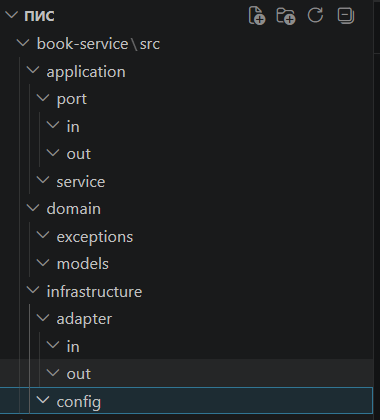 ПИС
book-service\src
application
port
in
out
service
domain
exceptions
models
infrastructure
adapter
in
out
config